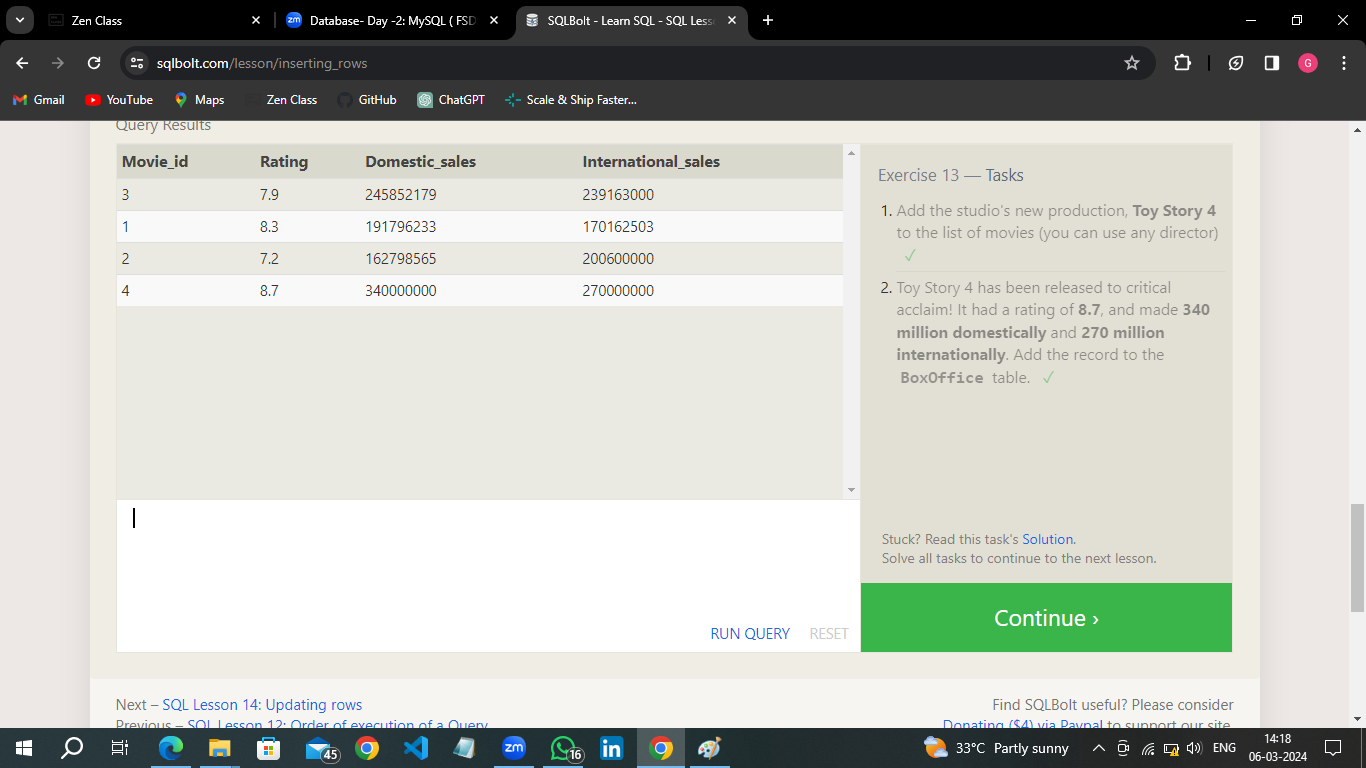 Zen Class
Database- Day -2: MySQL ( FSD
SQLBolt - Learn SQL - SQL Less
sqlbolt.com/lesson/inserting_rows
G
Gmail
YouTube
Maps
Zen Class
GitHub
ChatGPT
Scale & Ship Faster...
Query Results
Movie_id Rating Domestic_sales International_sales
3 7.9 245852179 239163000
1 8.3 191796233 170162503
2 7.2 162798565 200600000
4 8.7 340000000 270000000
RUN QUERY RESET
Exercise 13 — Tasks
1. Add the studio's new production, Toy Story 4
to the list of movies (you can use any director)
✓
2. Toy Story 4 has been released to critical
acclaim! It had a rating of 8.7, and made 340
million domestically and 270 million
internationally. Add the record to the
BoxOffice table. ✓
Stuck? Read this task's Solution.
Solve all tasks to continue to the next lesson.
Continue ›
Next – SQL Lesson 14: Updating rows
Previous – SQL Lesson 12: Order of execution of a Query
Find SQLBolt useful? Please consider
Donating ($4) via Paypal to support our site.
45
zm
16
33°C Partly sunny
ENG
14:18
06-03-2024